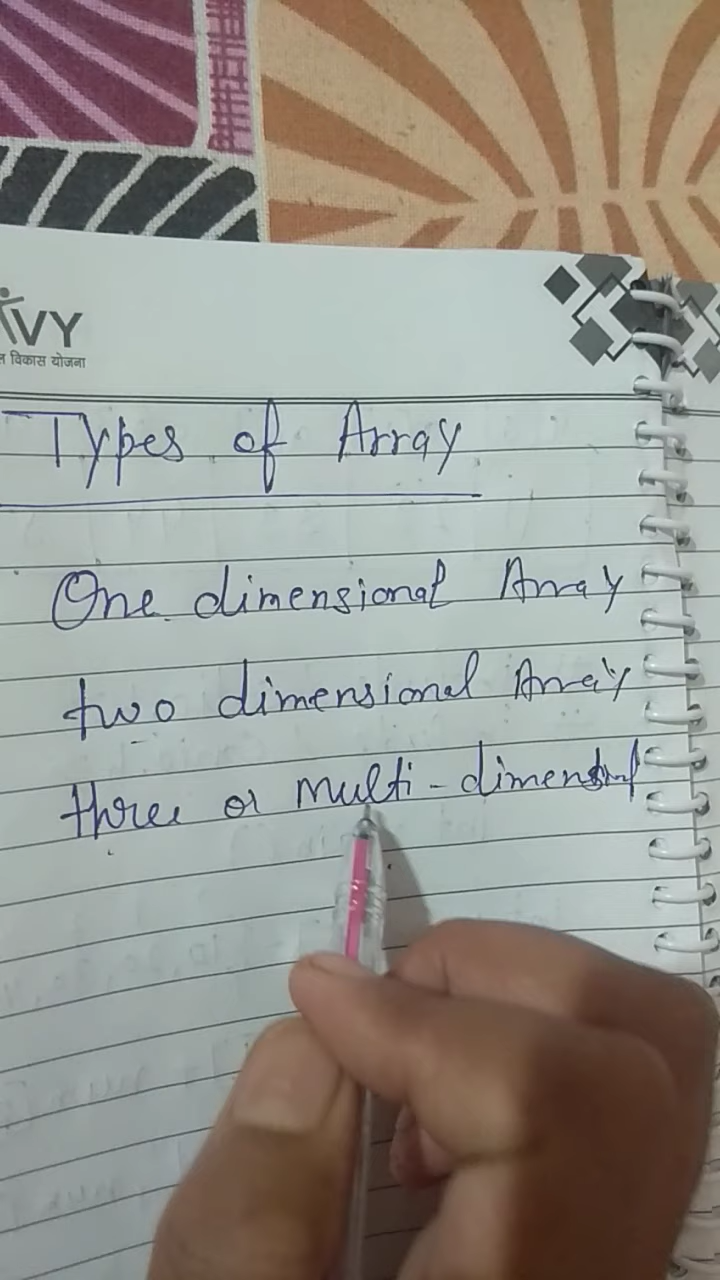 VY
विकास योजना
Types of Array
One dimensional Array
two dimensional Array
three or multi-dimensional